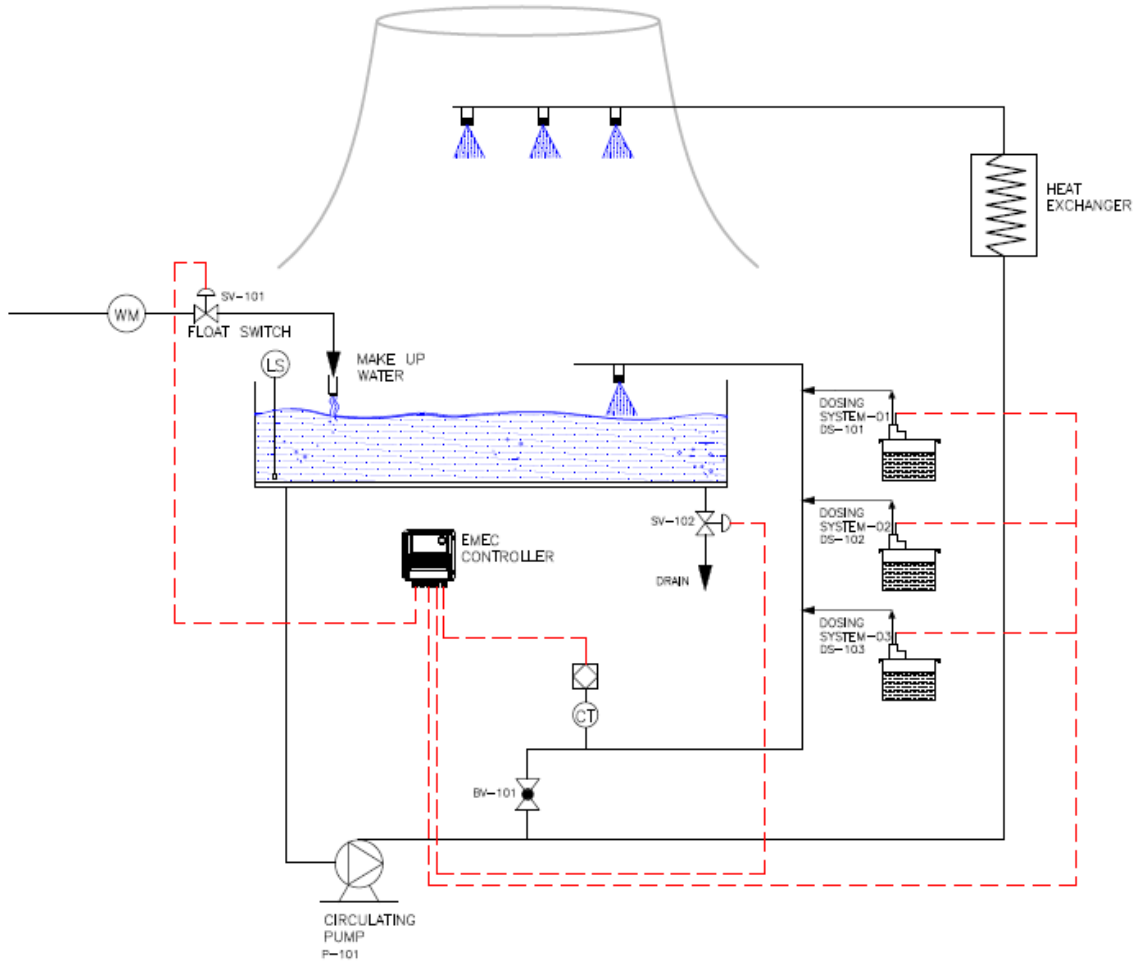 HEAT
EXCHANGER
SV-101
WM
FLOAT SWITCH
LS
MAKE UP
WATER
DOSING
SYSTEM-01
DS-101
SV-102
DOSING
SYSTEM-02
DS-102
EMEC
CONTROLLER
DRAIN
DOSING
SYSTEM-03
DS-103
CT
BV-101
CIRCULATING
PUMP
P-101